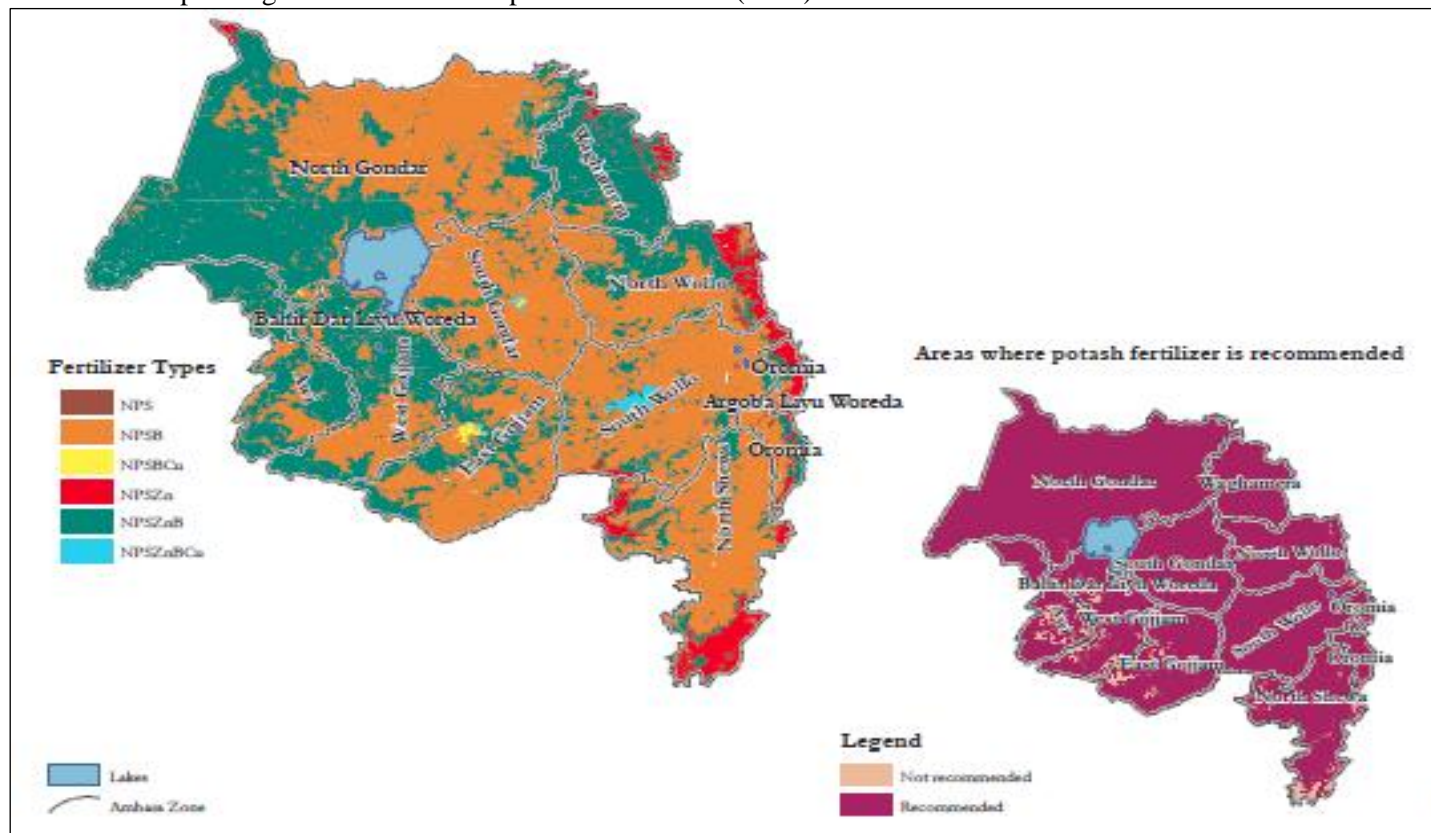 North Gondar
Waghamra
South Gondar
North Wollo
Bahir Dar Liyu Woreda
Fertilizer Types
NPS
NPSB
NPSBCu
NPSZn
NPSZnB
NPSZnBCu
Awi
West Gojjam
East Gojjam
South Wollo
Oromia
Argoba Liyu Woreda
Oromia
North Shewa
Lakes
Amhara Zone
Areas where potash fertilizer is recommended
North Gondar
Waghamera
South Gondar
North Wollo
Bahir Dar Liyu Woreda
West Gojjam
East Gojjam
South Wollo
Oromia
Oromia
North Shewa
Legend
Not recommended
Recommended